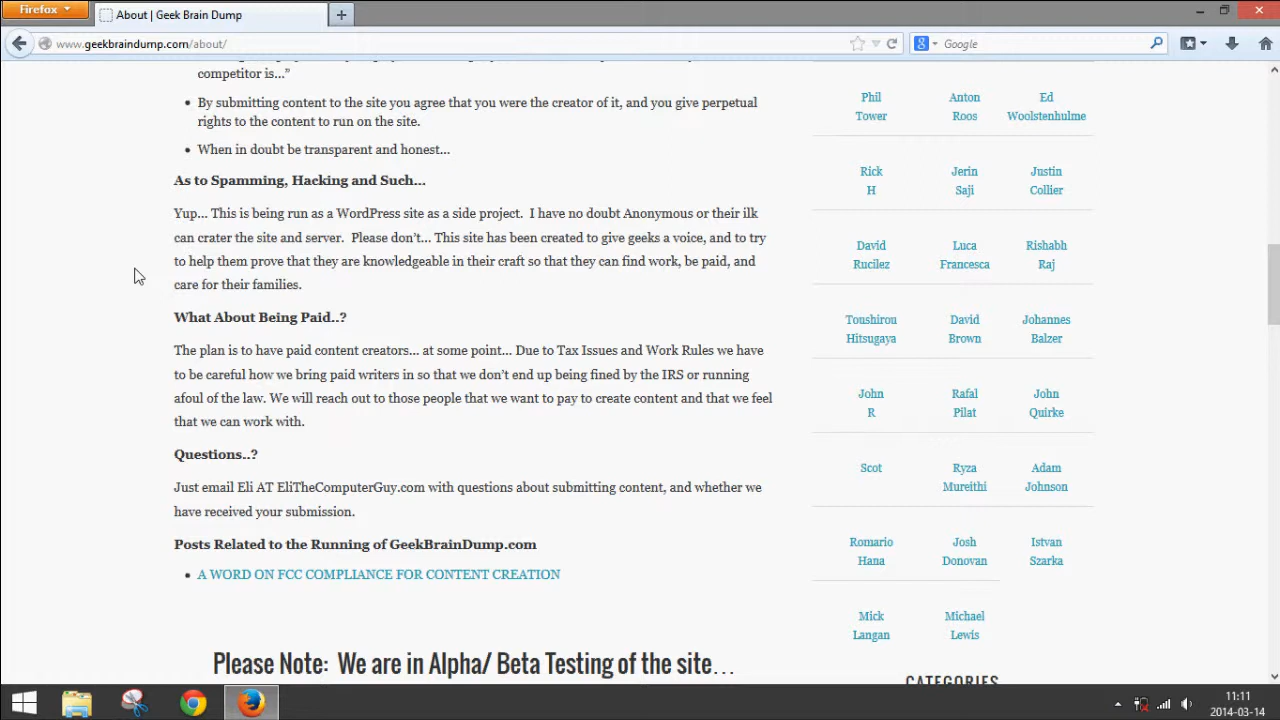 Firefox
About | Geek Brain Dump
www.geekbraindump.com/about/
Google
competitor is…”
• By submitting content to the site you agree that you were the creator of it, and you give perpetual
rights to the content to run on the site.
• When in doubt be transparent and honest…
As to Spamming, Hacking and Such…
Yup… This is being run as a WordPress site as a side project.  I have no doubt Anonymous or their ilk
can crater the site and server.  Please don’t… This site has been created to give geeks a voice, and to try
to help them prove that they are knowledgeable in their craft so that they can find work, be paid, and
care for their families.
What About Being Paid..?
The plan is to have paid content creators… at some point… Due to Tax Issues and Work Rules we have
to be careful how we bring paid writers in so that we don’t end up being fined by the IRS or running
afoul of the law. We will reach out to those people that we want to pay to create content and that we feel
that we can work with.
Questions..?
Just email Eli AT EliTheComputerGuy.com with questions about submitting content, and whether we
have received your submission.
Posts Related to the Running of GeekBrainDump.com
• A WORD ON FCC COMPLIANCE FOR CONTENT CREATION
Please Note:  We are in Alpha/ Beta Testing of the site…
Phil Anton Ed
Tower Roos Woolstenhulme
Rick Jerin Justin
H Saji Collier
David Luca Rishabh
Rucilez Francesca Raj
Toushirou David Johannes
Hitsugaya Brown Balzer
John Rafal John
R Pilat Quirke
Scot Ryza Adam
Mureithi Johnson
Romario Josh Istvan
Hana Donovan Szarka
Mick Michael
Langan Lewis
CATEGORIES
11:11
2014-03-14